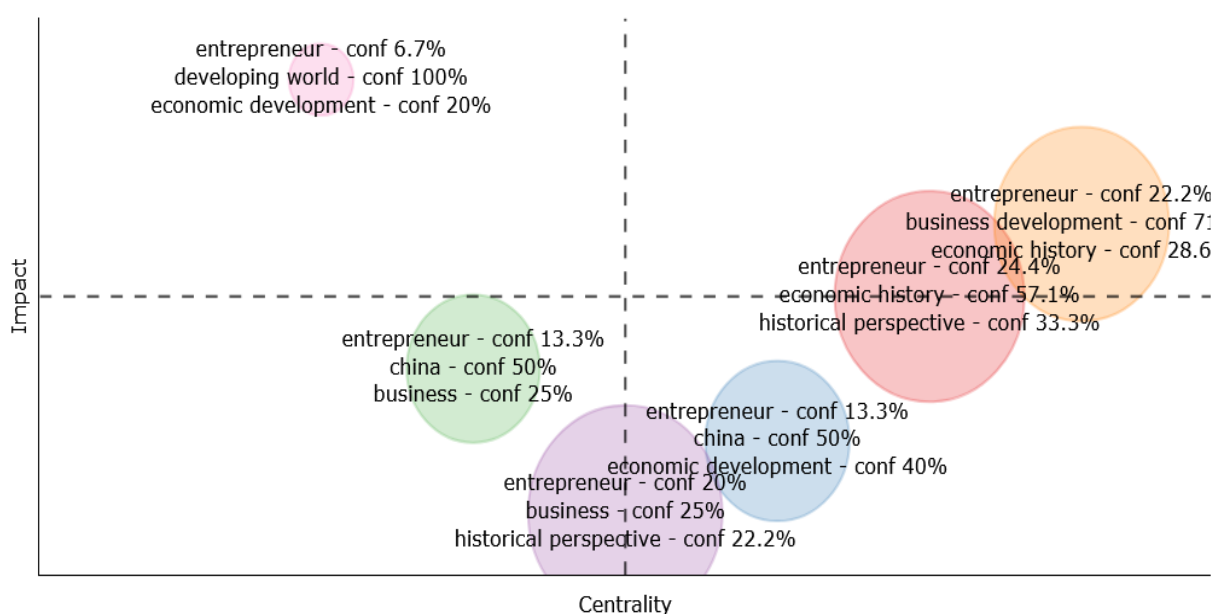 entrepreneur - conf 6.7%
developing world - conf 100%
economic development - conf 20%
entrepreneur - conf 22.2%
business development - conf 71
economic history - conf 28.6
entrepreneur - conf 24.4%
economic history - conf 57.1%
historical perspective - conf 33.3%
Impact
entrepreneur - conf 13.3%
china - conf 50%
business - conf 25%
entrepreneur - conf 13.3%
china - conf 50%
economic development - conf 40%
entrepreneur - conf 20%
business - conf 25%
historical perspective - conf 22.2%
Centrality